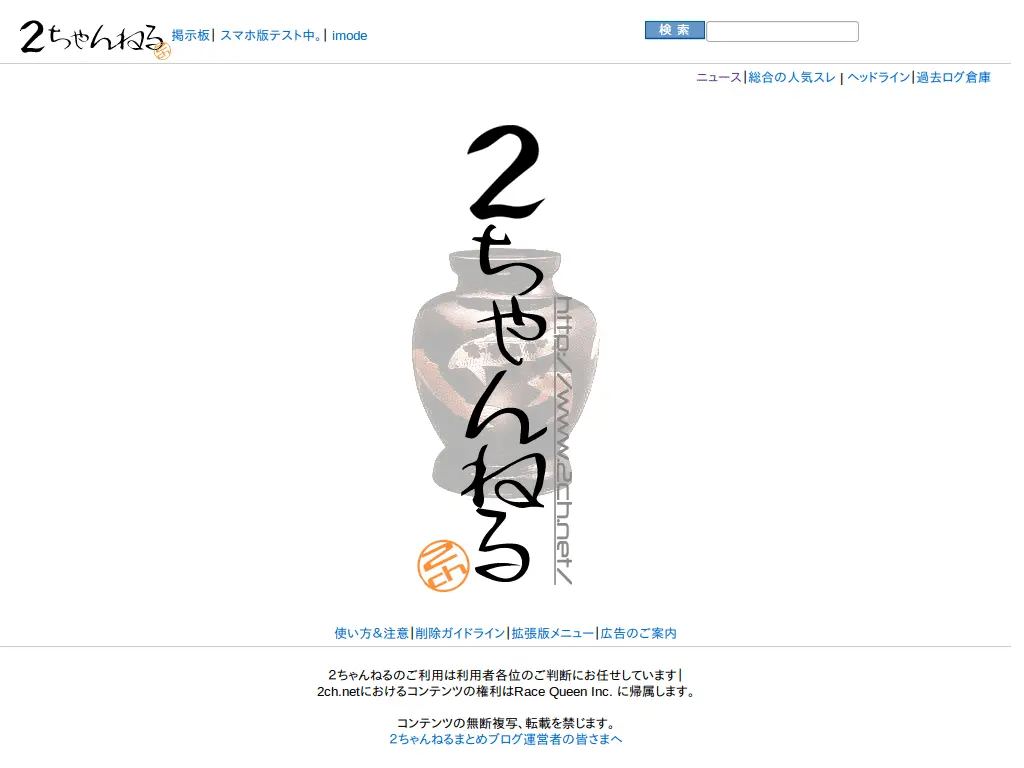 ２ちゃんねる 掲示板| スマホ版テスト中。| imode 検 索
ニュース|総合の人気スレ | ヘッドライン|過去ログ倉庫
２ちゃんねる
http://www.2ch.net/
2ch
使い方＆注意|削除ガイドライン|拡張版メニュー|広告のご案内
２ちゃんねるのご利用は利用者各位のご判断にお任せしています|
2ch.netにおけるコンテンツの権利はRace Queen Inc. に帰属します。
コンテンツの無断複写、転載を禁じます。
２ちゃんねるまとめブログ運営者の皆さまへ